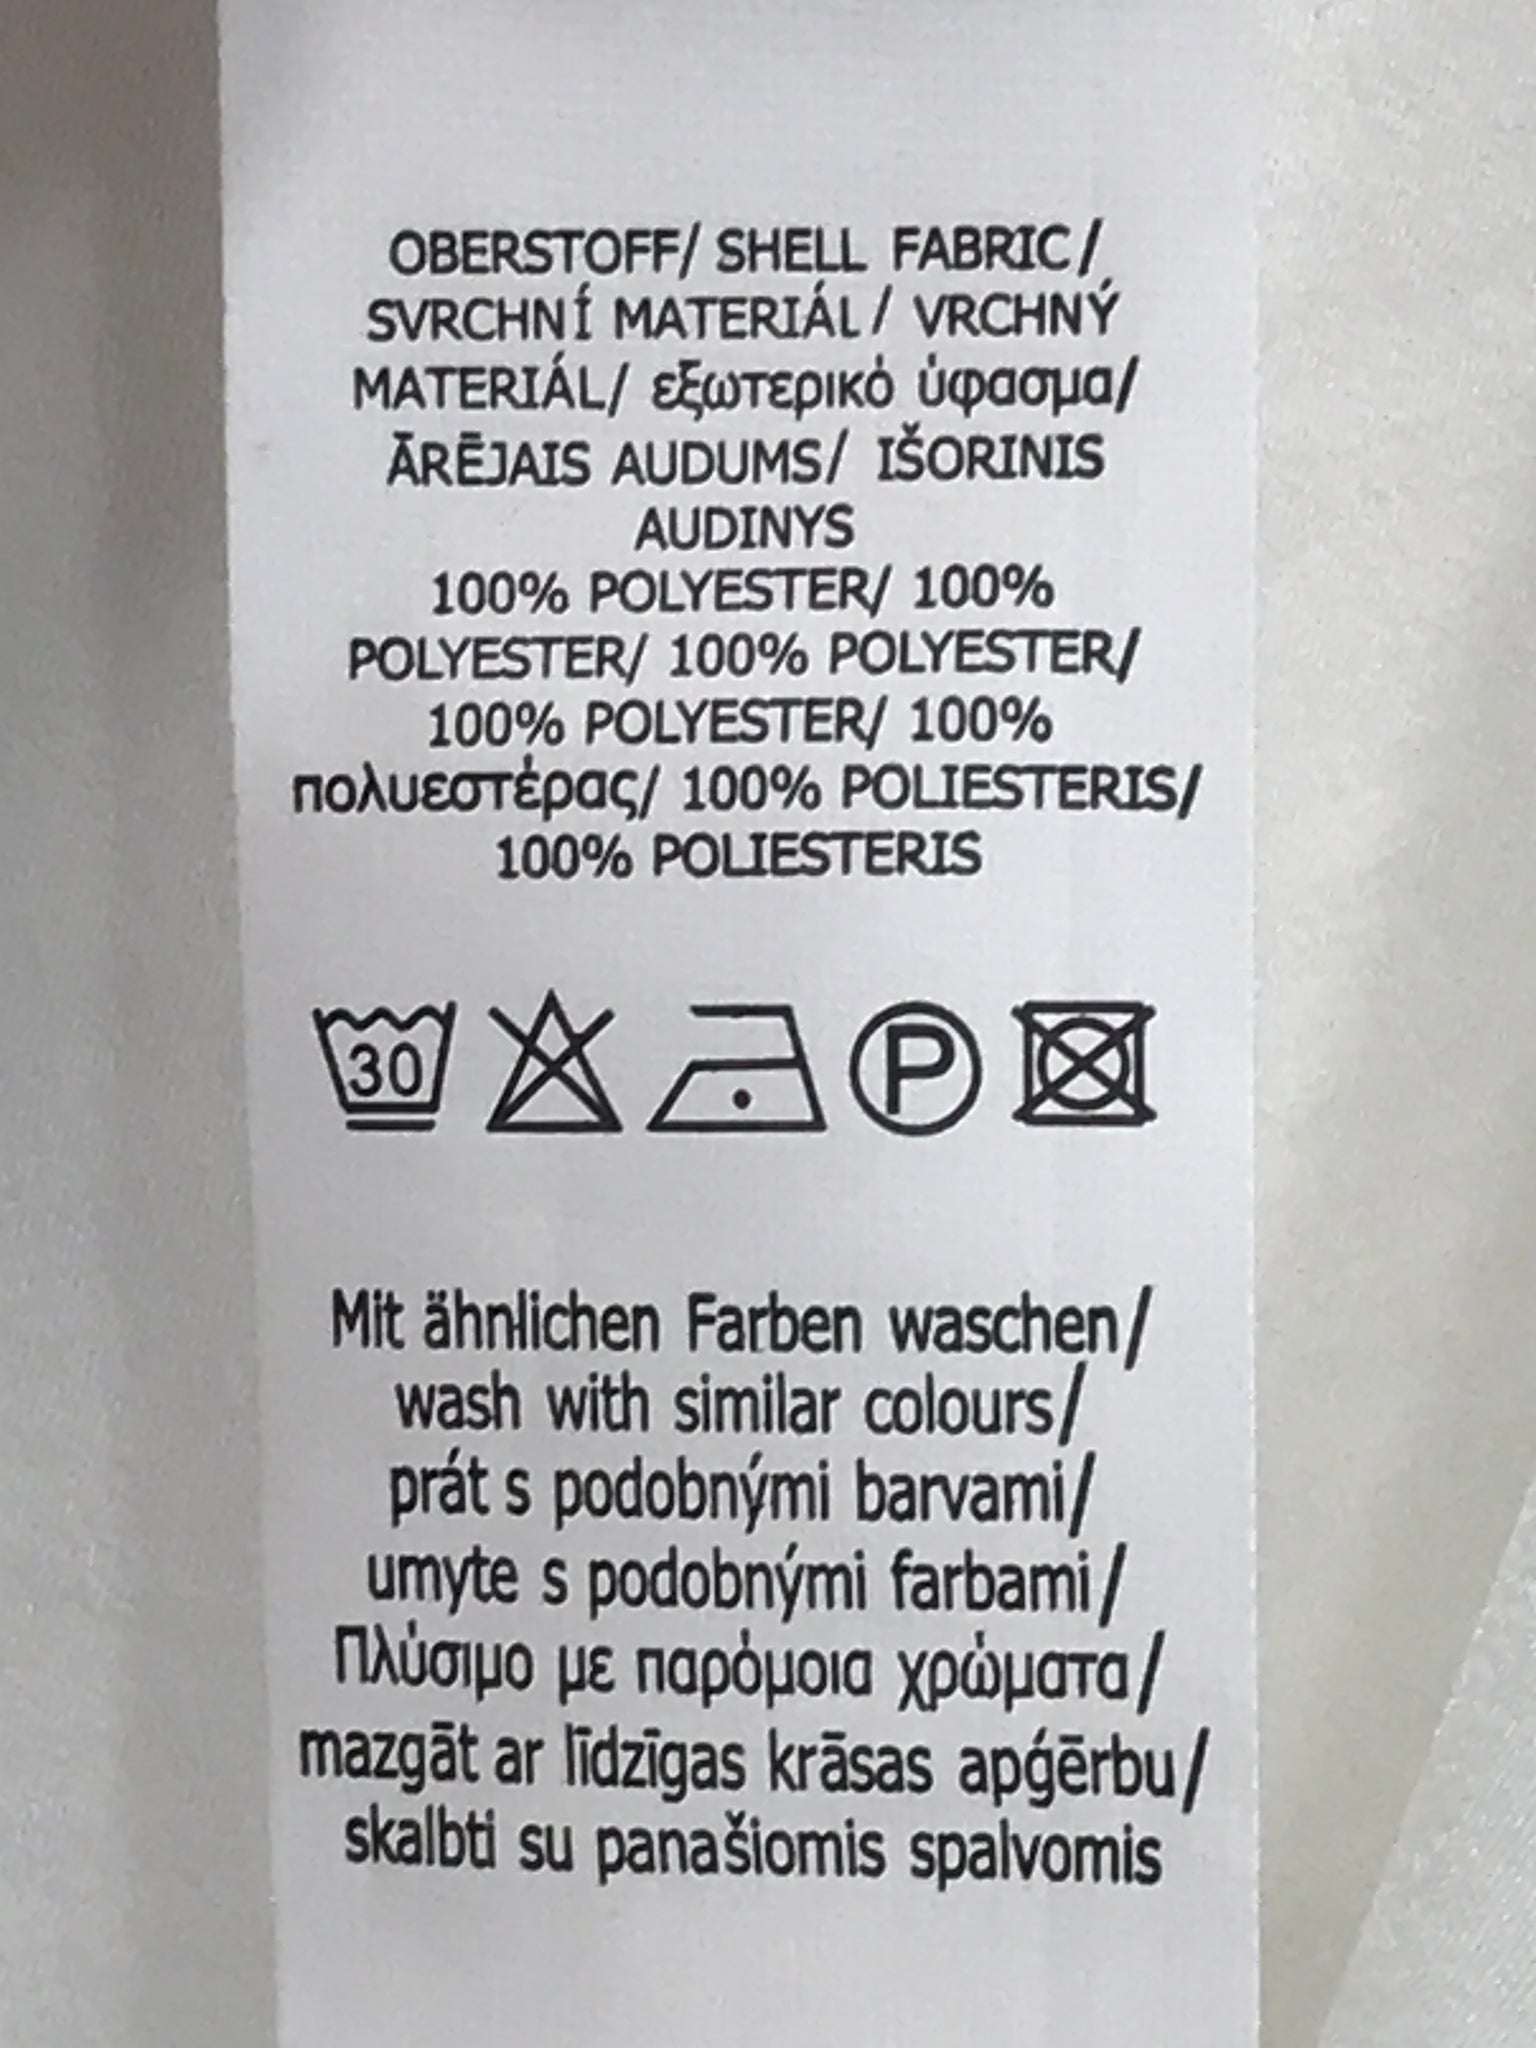 OBERSTOFF/ SHELL FABRIC/
SVRCHNÍ MATERIÁL/ VRCHNÝ
MATERIÁL/ εξωτερικό ύφασμα/
ĀRĒJAIS AUDUMS/ IŠORINIS
AUDINYS
100% POLYESTER/ 100%
POLYESTER/ 100% POLYESTER/
100% POLYESTER/ 100%
πολυεστέρας/ 100% POLIESTERIS/
100% POLIESTERIS
30 P
Mit ähnlichen Farben waschen/
wash with similar colours/
prát s podobnými barvami/
umyte s podobnými farbami/
Πλύσιμο με παρόμοια χρώματα/
mazgāt ar līdzīgas krāsas apģērbu/
skalbti su panašiomis spalvomis